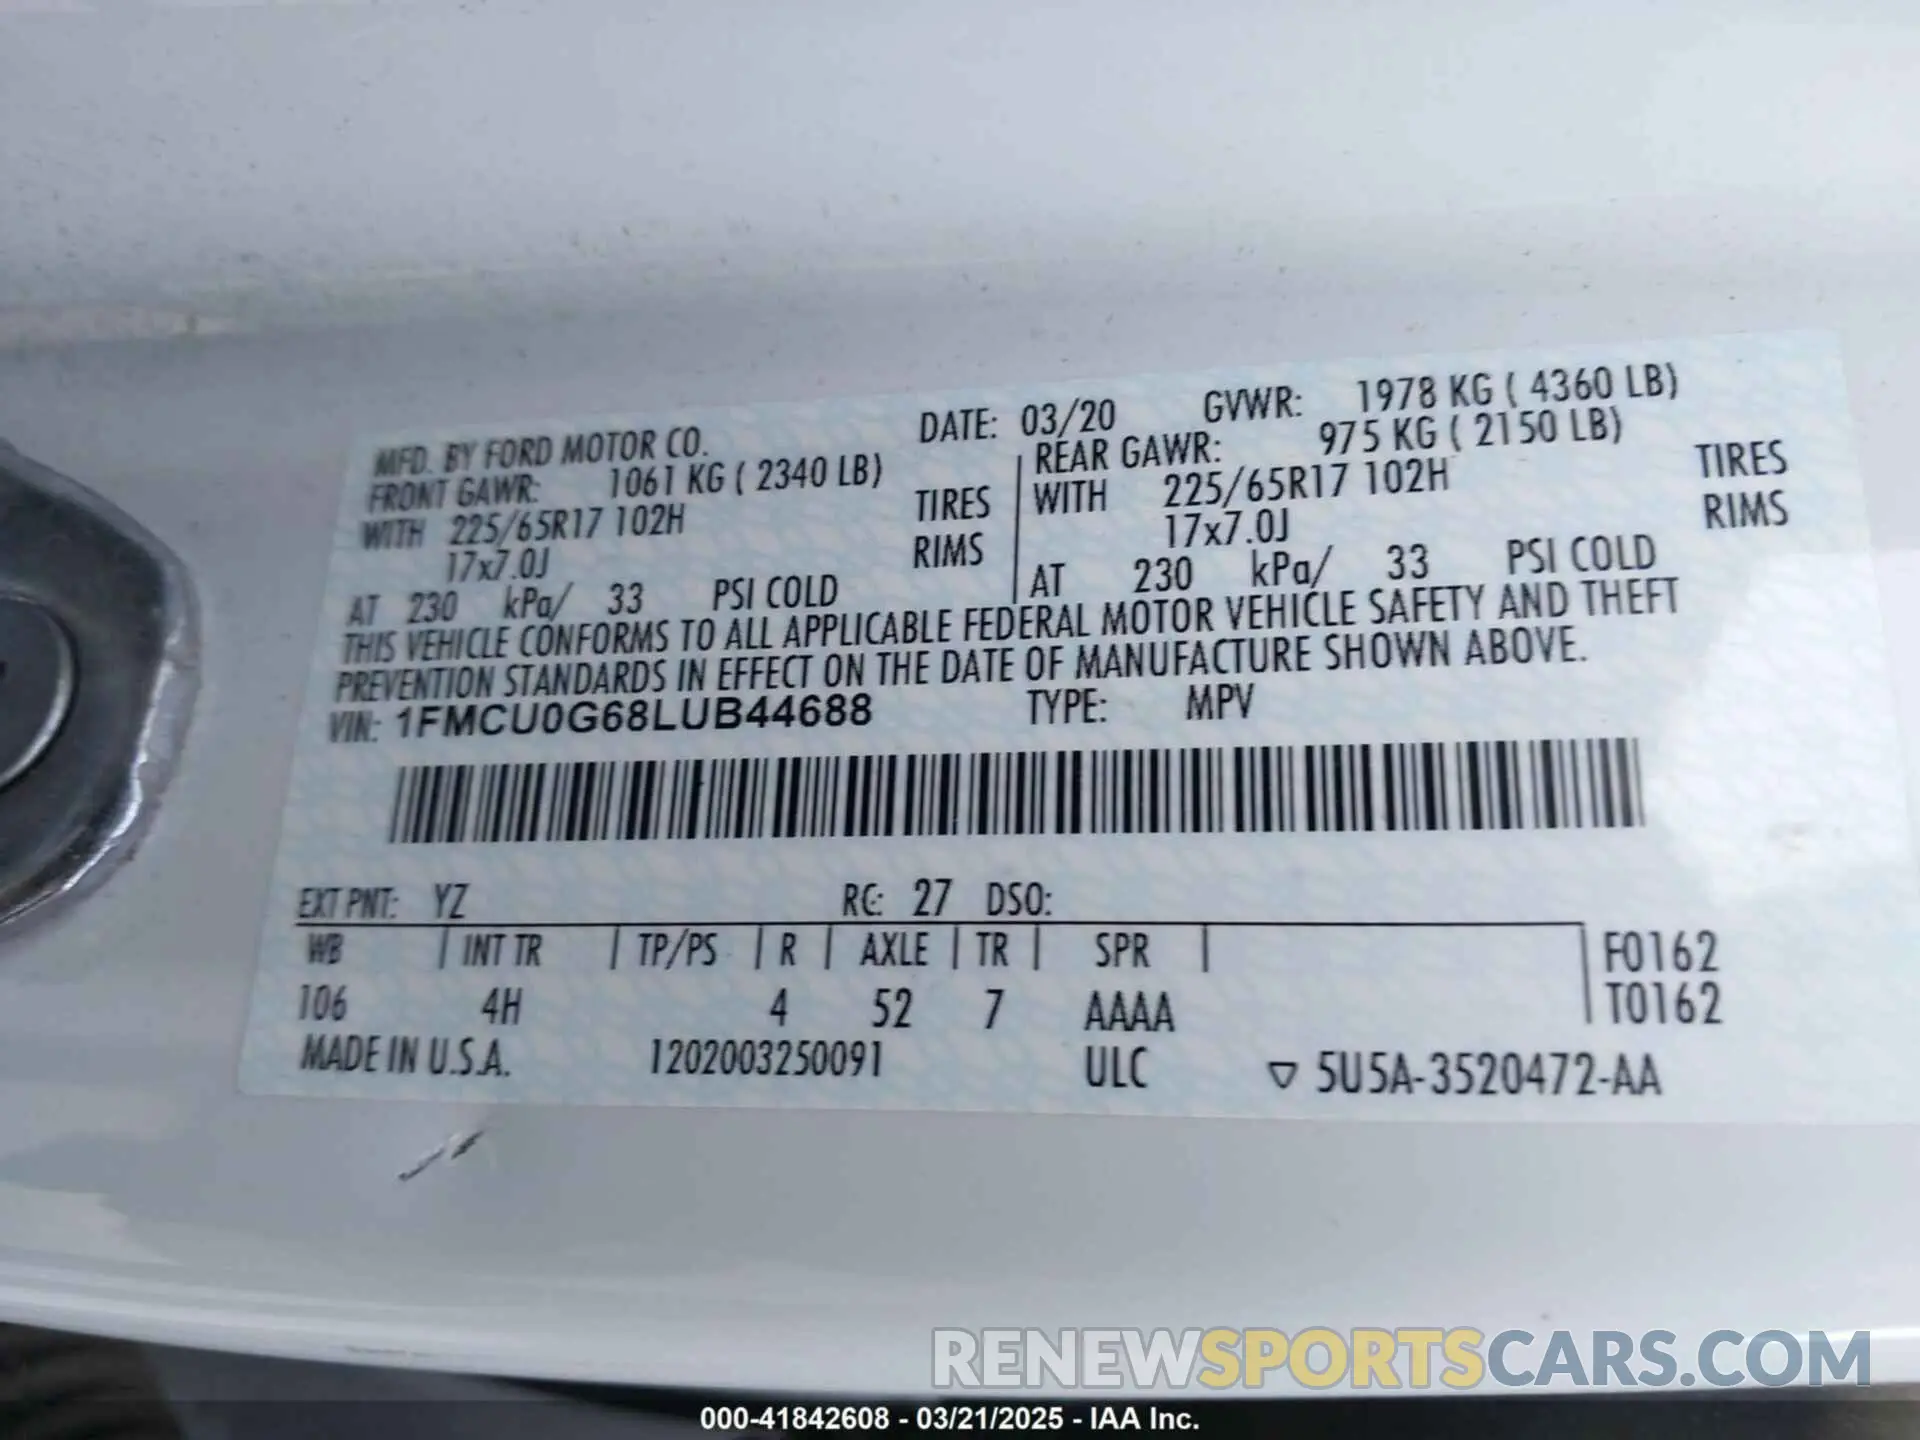 MFD. BY FORD MOTOR CO. DATE: 03/20 GVWR: 1978 KG ( 4360 LB)
FRONT GAWR: 1061 KG ( 2340 LB) REAR GAWR: 975 KG ( 2150 LB)
WITH 225/65R17 102H TIRES WITH 225/65R17 102H TIRES
17x7.0J RIMS 17x7.0J RIMS
AT 230 kPa/ 33 PSI COLD AT 230 kPa/ 33 PSI COLD
THIS VEHICLE CONFORMS TO ALL APPLICABLE FEDERAL MOTOR VEHICLE SAFETY AND THEFT
PREVENTION STANDARDS IN EFFECT ON THE DATE OF MANUFACTURE SHOWN ABOVE.
VIN: 1FMCU0G68LUB44688 TYPE: MPV
EXT PNT: YZ RC: 27 DSO:
WB INT TR TP/PS R AXLE TR SPR F0162
106 4H 4 52 7 AAAA T0162
MADE IN U.S.A. 1202003250091 ULC ▽ 5U5A-3520472-AA
RENEWSPORTSCARS.COM
000-41842608 - 03/21/2025 - IAA Inc.